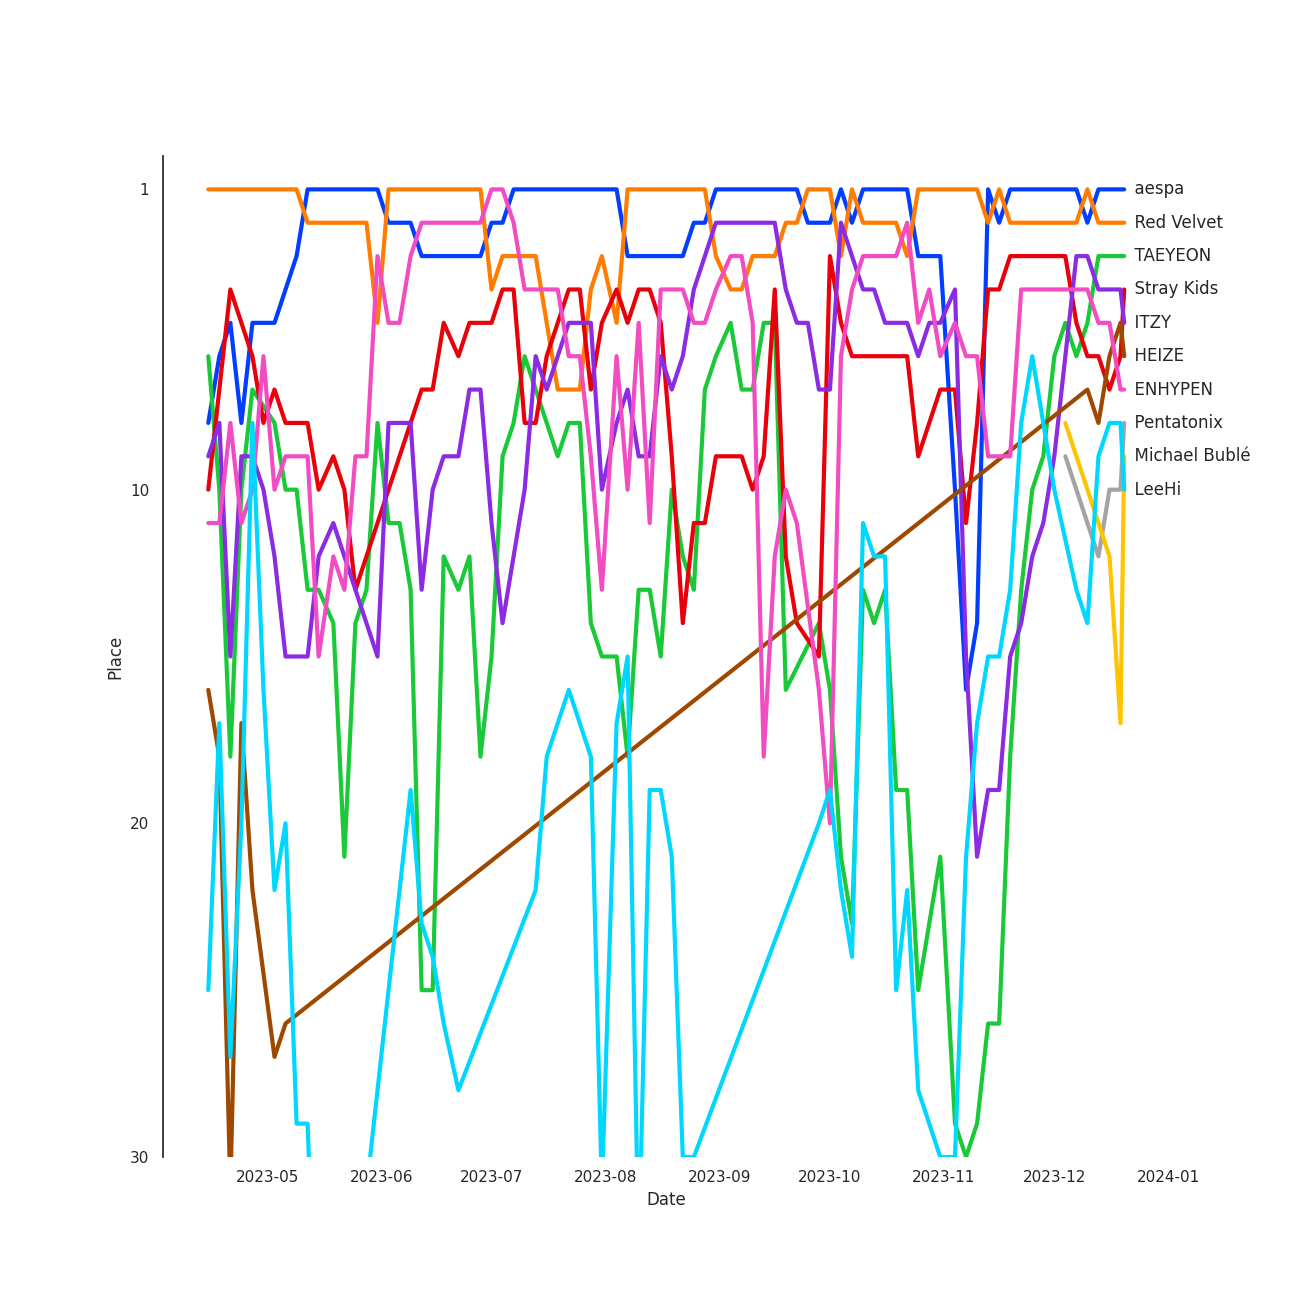 1
10
20
30
Place
aespa
Red Velvet
TAEYEON
Stray Kids
ITZY
HEIZE
ENHYPEN
Pentatonix
Michael Bublé
LeeHi
2023-05 2023-06 2023-07 2023-08 2023-09 2023-10 2023-11 2023-12 2024-01
Date